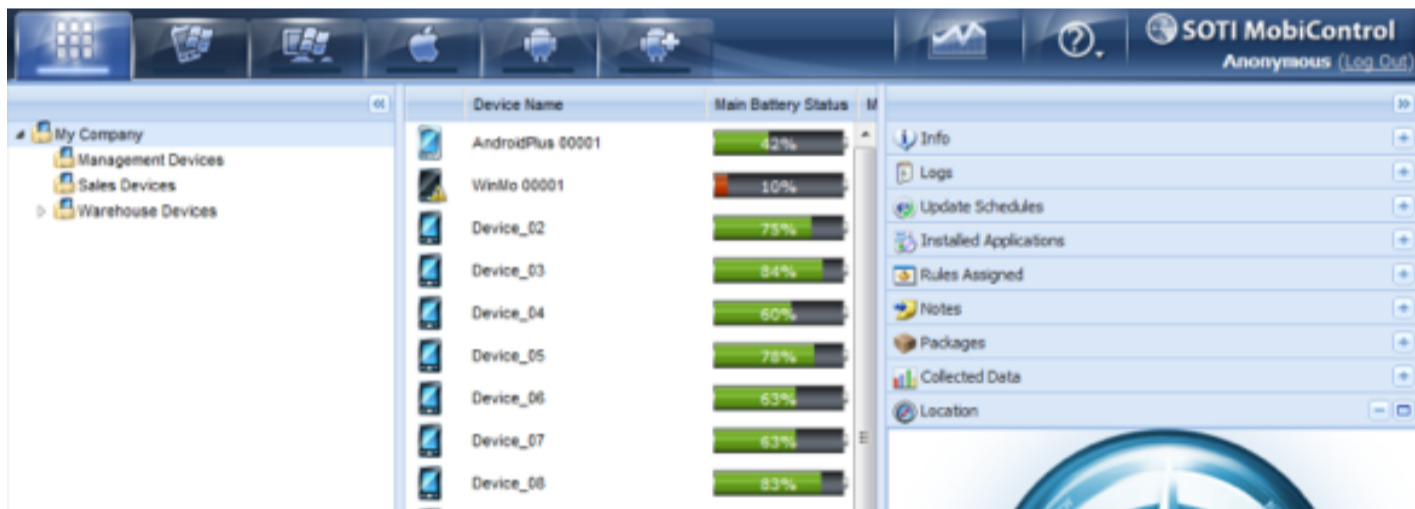 SOTI MobiControl
Anonymous (Log Out)
My Company
Management Devices
Sales Devices
Warehouse Devices
Device Name Main Battery Status M
AndroidPlus 00001 42%
WinMo 00001 10%
Device_02 75%
Device_03 84%
Device_04 60%
Device_05 78%
Device_06 63%
Device_07 63%
Device_08 83%
Info
Logs
Update Schedules
Installed Applications
Rules Assigned
Notes
Packages
Collected Data
Location